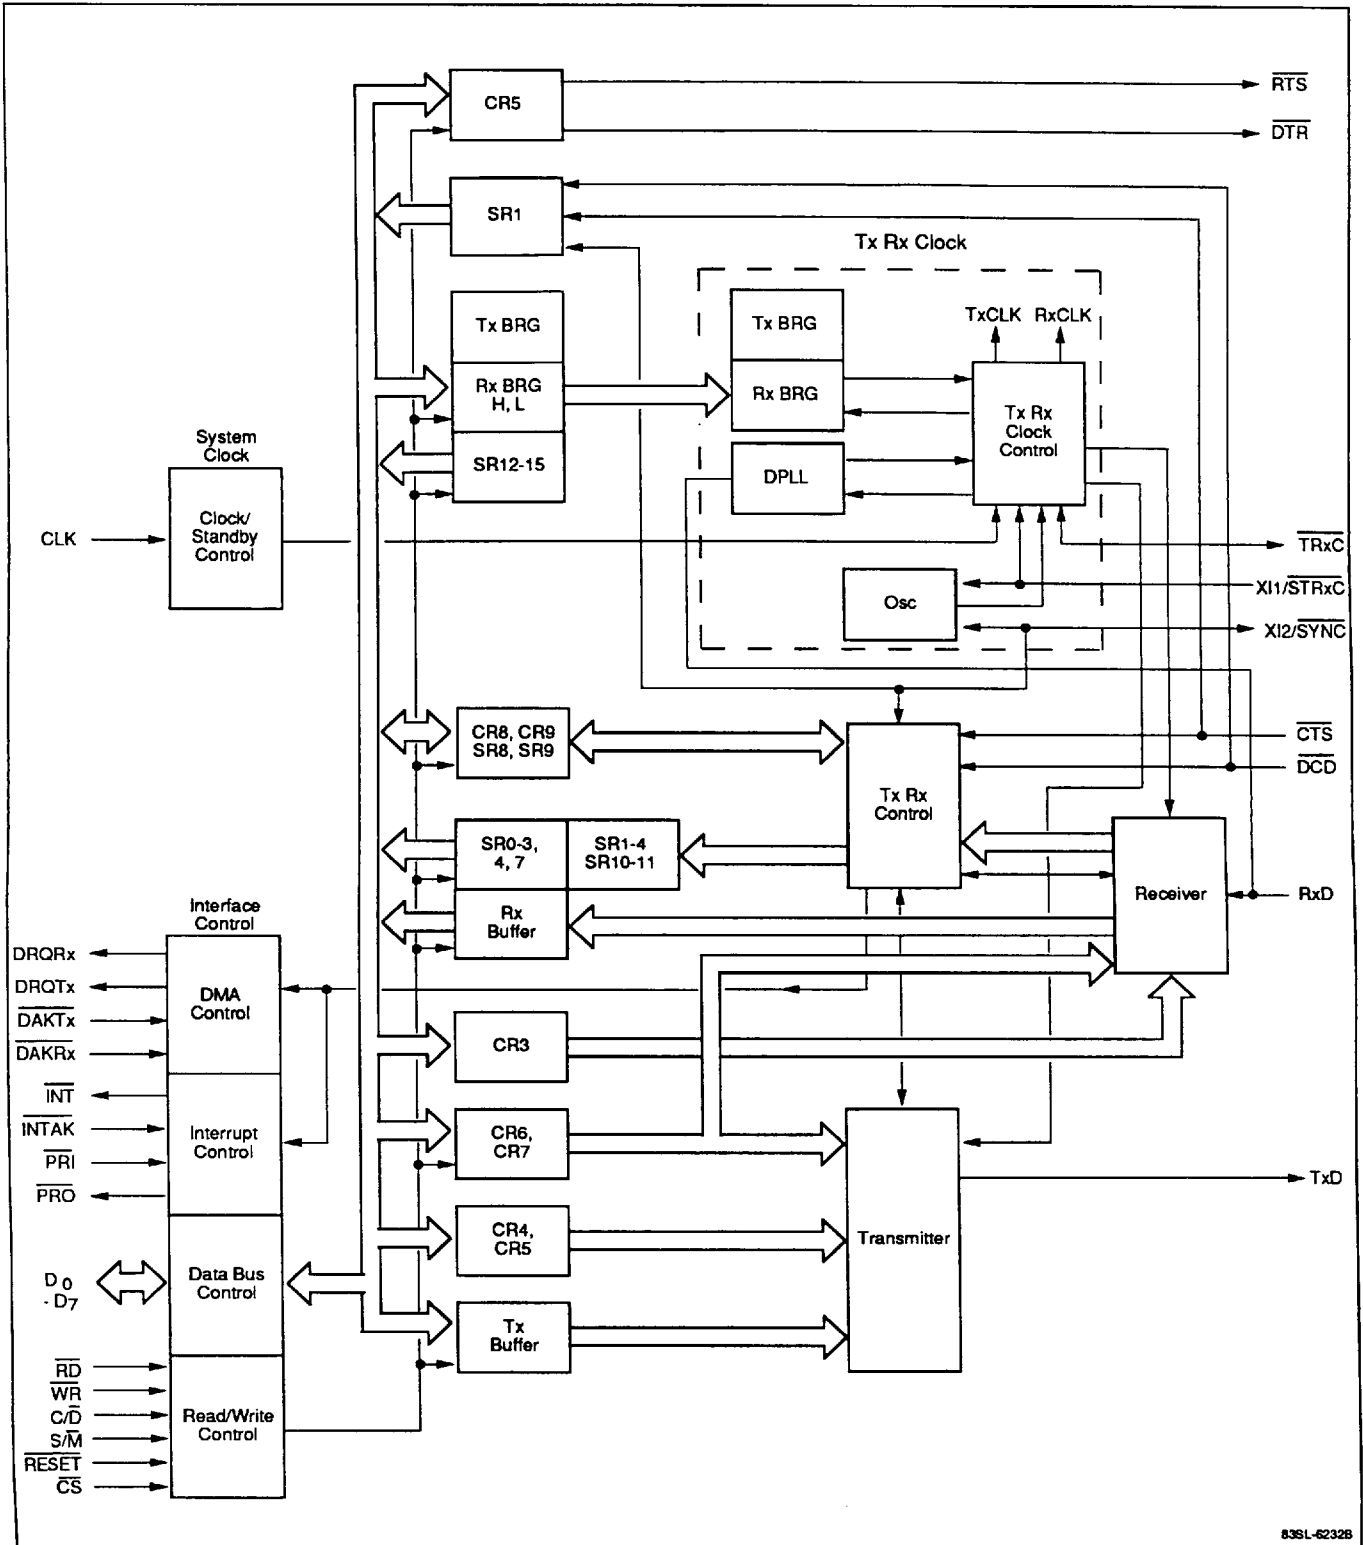 CR5
RTS
DTR
SR1
Tx Rx Clock
Tx BRG
Rx BRG
H, L
SR12-15
Tx BRG
Rx BRG
DPLL
TxCLK RxCLK
Tx Rx
Clock
Control
Osc
System
Clock
Clock/
Standby
Control
CLK
TRxC
XI1/STRxC
XI2/SYNC
CR8, CR9
SR8, SR9
Tx Rx
Control
CTS
DCD
SR0-3,
4, 7
SR1-4
SR10-11
Rx
Buffer
Receiver
RxD
Interface
Control
DRQRx
DRQTx
DAKTx
DAKRx
DMA
Control
INT
INTAK
PRI
PRO
Interrupt
Control
D0
- D7
Data Bus
Control
RD
WR
C/D
S/M
RESET
CS
Read/Write
Control
CR3
CR6,
CR7
CR4,
CR5
Tx
Buffer
Transmitter
TxD
83SL-6232B